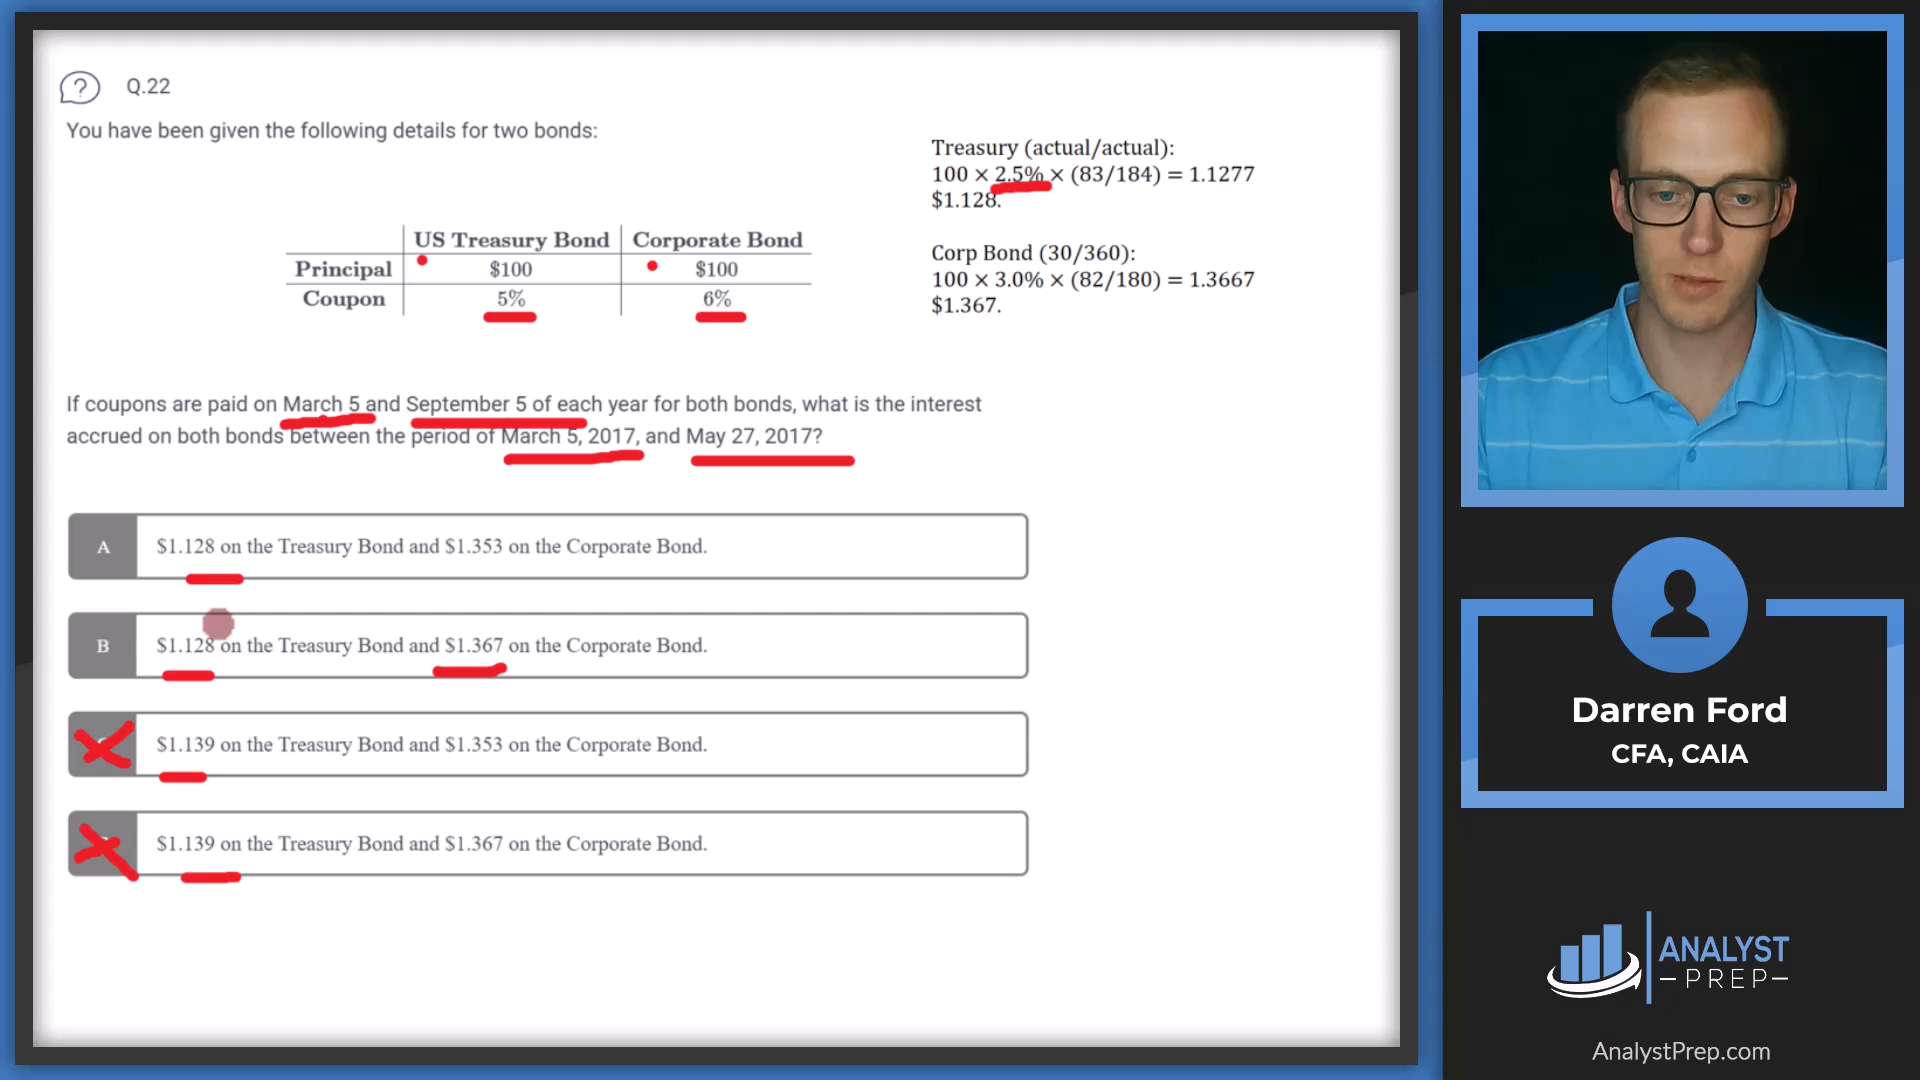 ?
Q.22
You have been given the following details for two bonds:
US Treasury Bond Corporate Bond
Principal $100 $100
Coupon 5% 6%
Treasury (actual/actual):
100 × 2.5% × (83/184) = 1.1277
$1.128.
Corp Bond (30/360):
100 × 3.0% × (82/180) = 1.3667
$1.367.
If coupons are paid on March 5 and September 5 of each year for both bonds, what is the interest
accrued on both bonds between the period of March 5, 2017, and May 27, 2017?
A $1.128 on the Treasury Bond and $1.353 on the Corporate Bond.
B $1.128 on the Treasury Bond and $1.367 on the Corporate Bond.
$1.139 on the Treasury Bond and $1.353 on the Corporate Bond.
$1.139 on the Treasury Bond and $1.367 on the Corporate Bond.
Darren Ford
CFA, CAIA
ANALYST
PREP
AnalystPrep.com